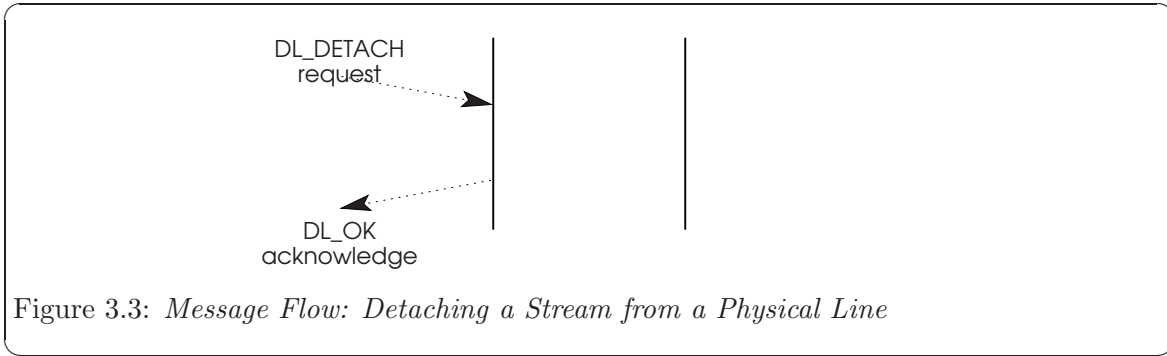 DL_DETACH
request
DL_OK
acknowledge
Figure 3.3: Message Flow: Detaching a Stream from a Physical Line